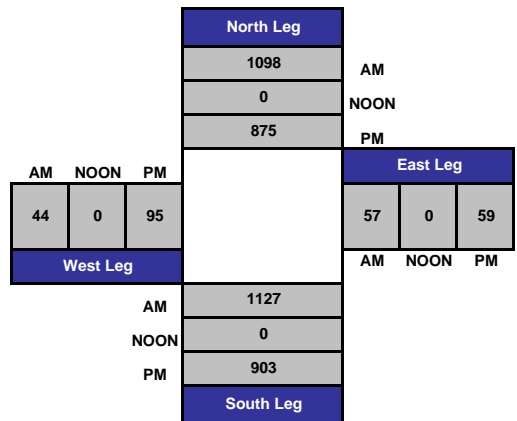 North Leg
1098 AM
0 NOON
875 PM
East Leg
AM NOON PM
44 0 95
57 0 59
West Leg
AM NOON PM
AM 1127
NOON 0
PM 903
South Leg